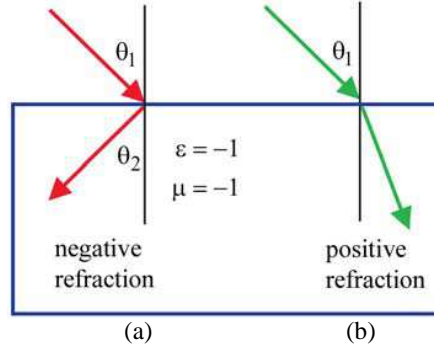 θ1 θ1
θ2
ε = −1
μ = −1
negative refraction
positive refraction
(a) (b)